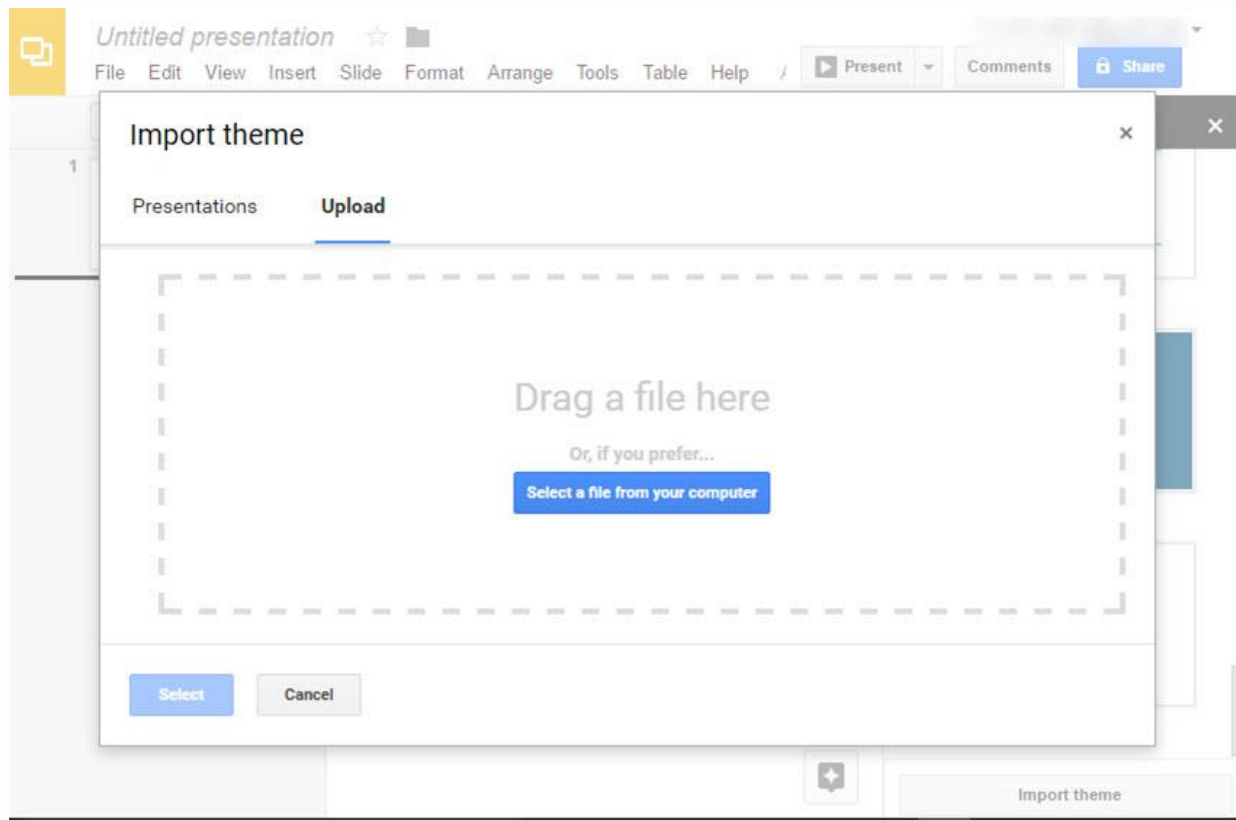 Untitled presentation
File Edit View Insert Slide Format Arrange Tools Table Help
Present
Comments
Share
1
Import theme
Presentations Upload
Drag a file here
Or, if you prefer...
Select a file from your computer
Select Cancel
Import theme